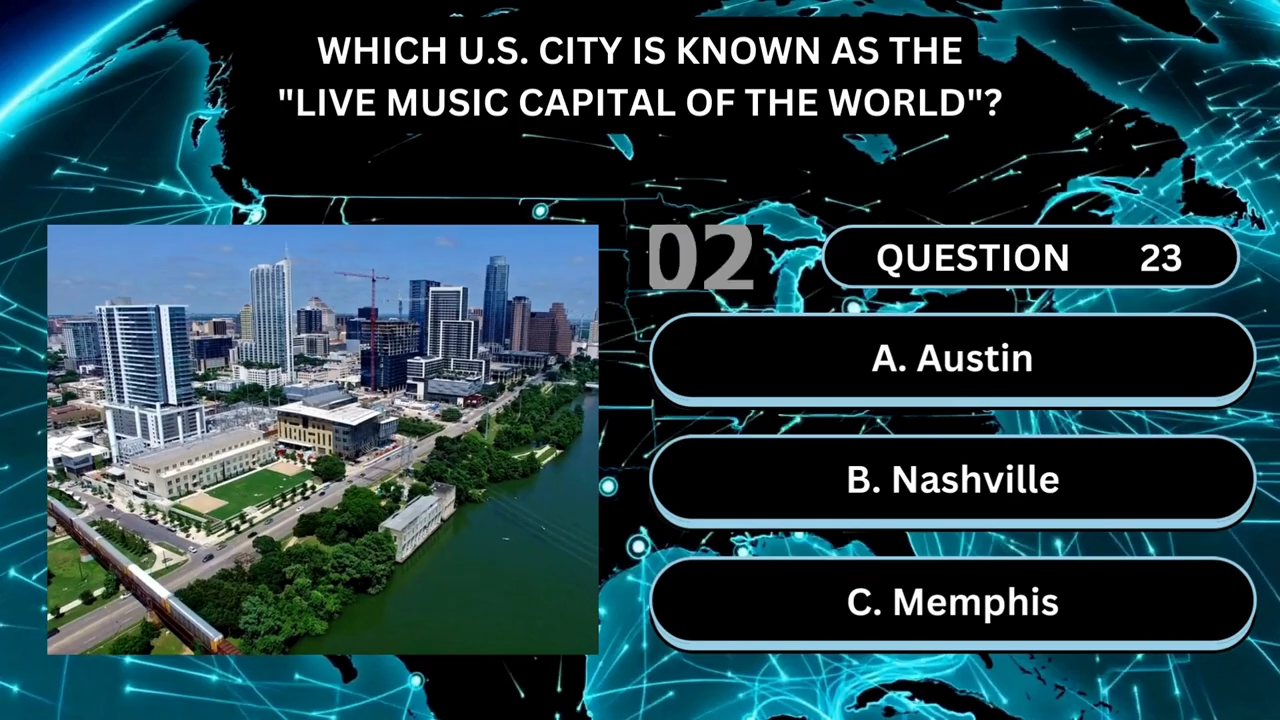 WHICH U.S. CITY IS KNOWN AS THE
"LIVE MUSIC CAPITAL OF THE WORLD"?
02
QUESTION 23
A. Austin
B. Nashville
C. Memphis